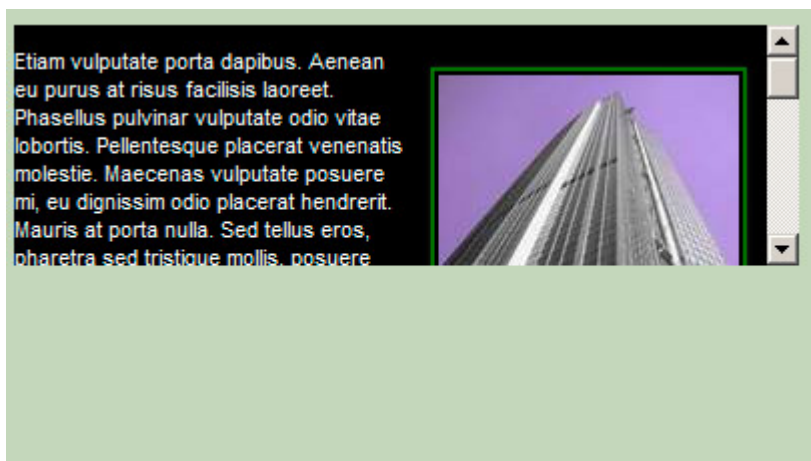 Etiam vulputate porta dapibus. Aenean
eu purus at risus facilisis laoreet.
Phasellus pulvinar vulputate odio vitae
lobortis. Pellentesque placerat venenatis
molestie. Maecenas vulputate posuere
mi, eu dignissim odio placerat hendrerit.
Mauris at porta nulla. Sed tellus eros,
pharetra sed tristique mollis, posuere